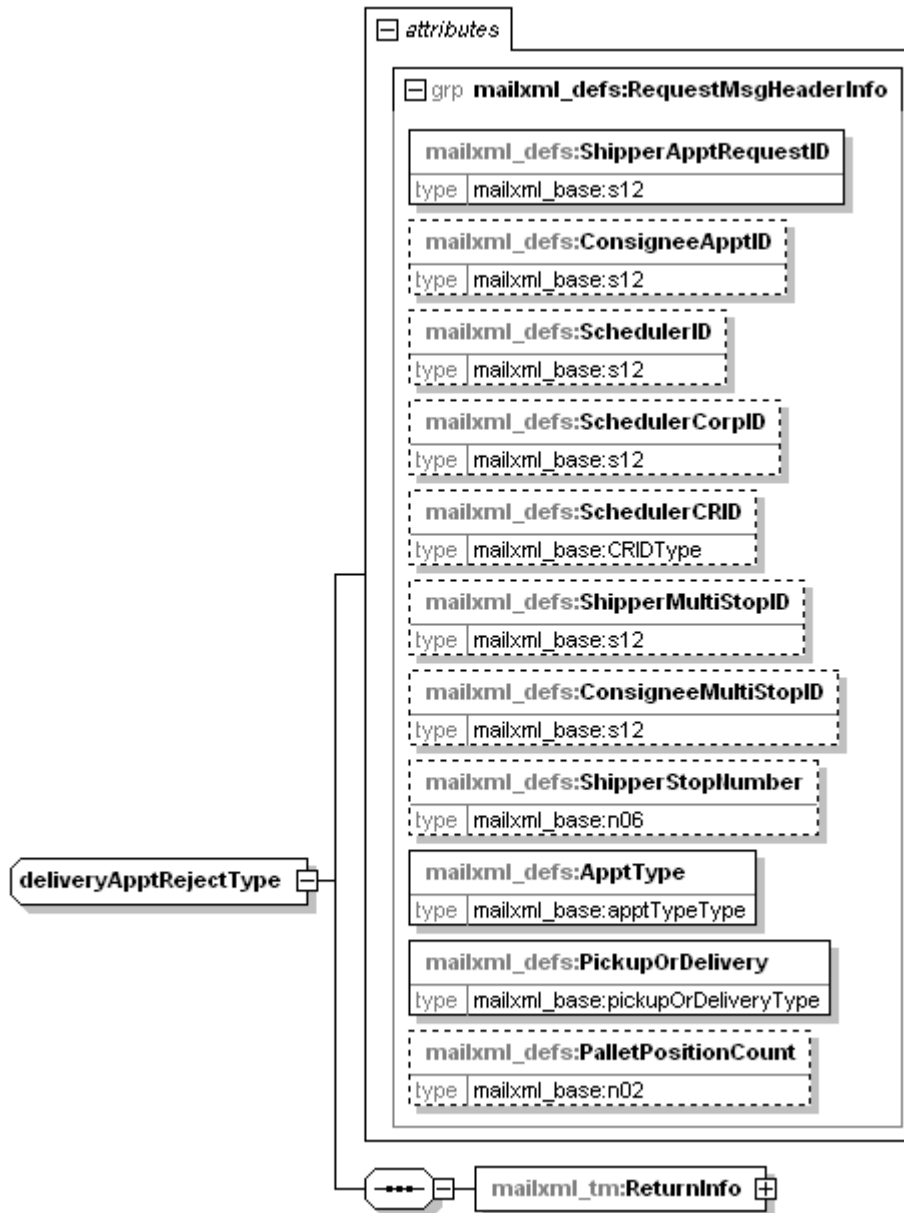 attributes
grp mailxml_defs:RequestMsgHeaderInfo
mailxml_defs:ShipperApptRequestID
type mailxml_base:s12
mailxml_defs:ConsigneeApptID
type mailxml_base:s12
mailxml_defs:SchedulerID
type mailxml_base:s12
mailxml_defs:SchedulerCorpID
type mailxml_base:s12
mailxml_defs:SchedulerCRID
type mailxml_base:CRIDType
mailxml_defs:ShipperMultiStopID
type mailxml_base:s12
mailxml_defs:ConsigneeMultiStopID
type mailxml_base:s12
mailxml_defs:ShipperStopNumber
type mailxml_base:n06
deliveryApptRejectType
mailxml_defs:ApptType
type mailxml_base:apptTypeType
mailxml_defs:PickupOrDelivery
type mailxml_base:pickupOrDeliveryType
mailxml_defs:PalletPositionCount
type mailxml_base:n02
mailxml_tm:ReturnInfo